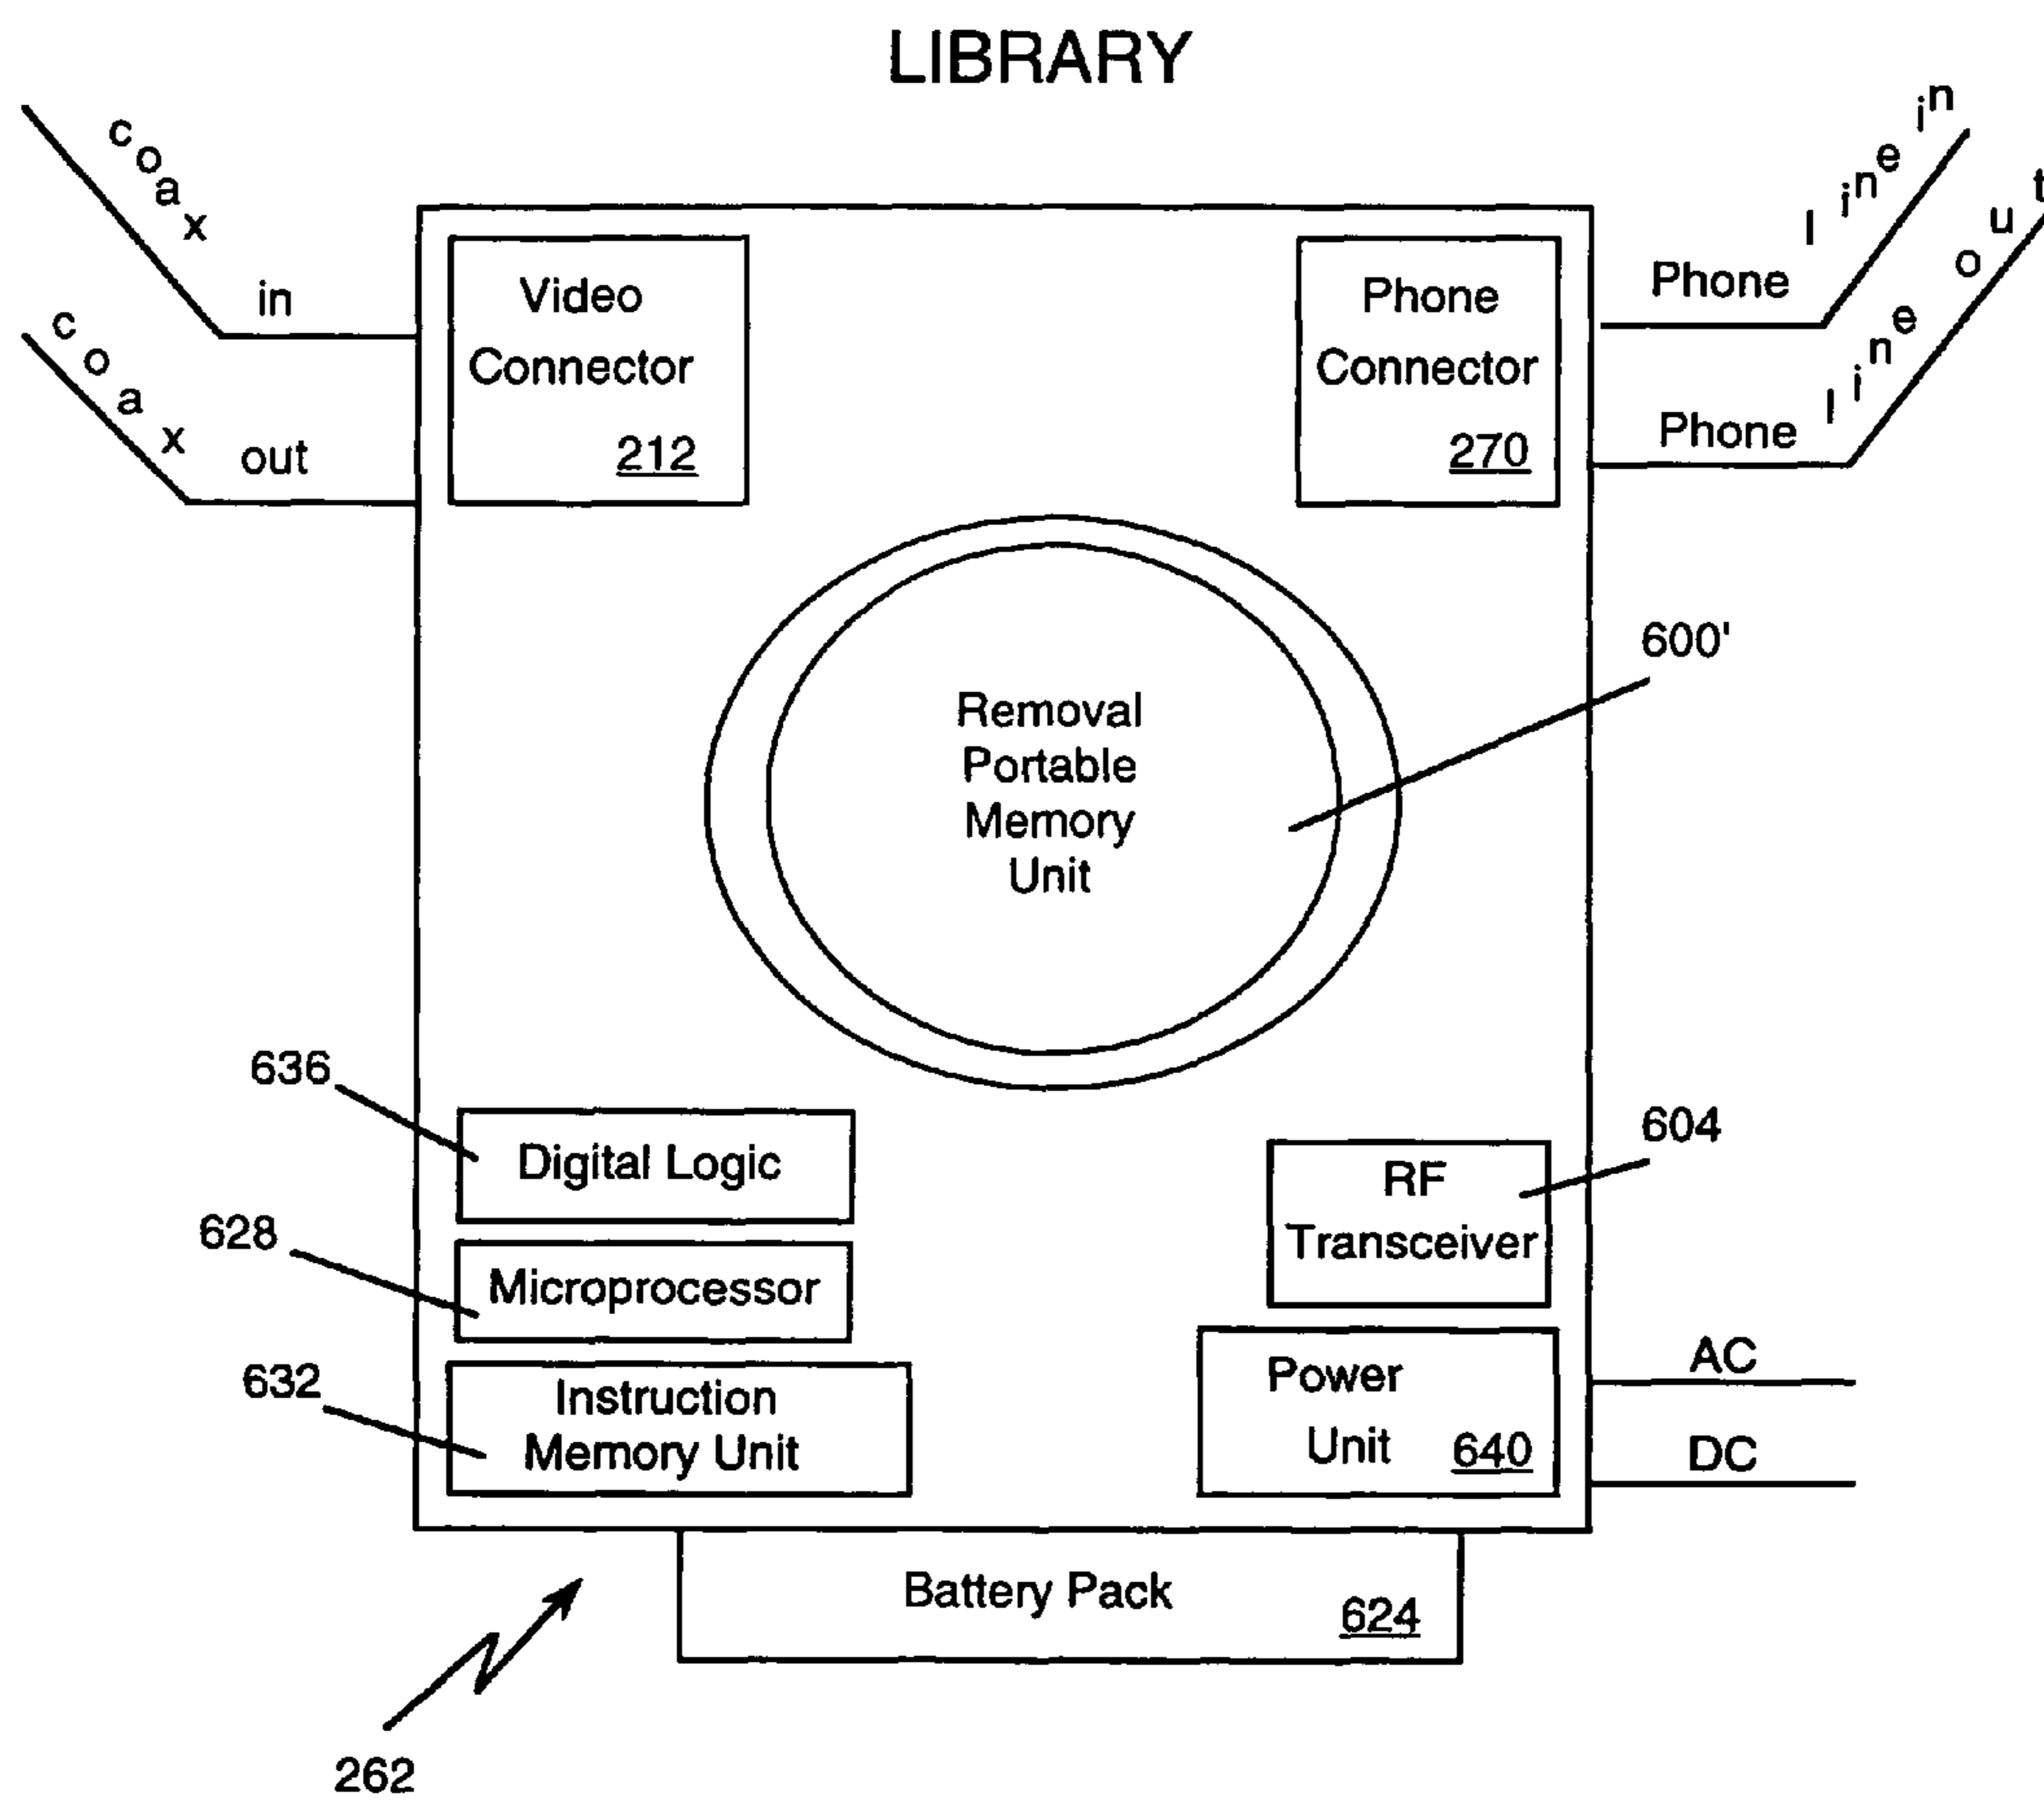 LIBRARY
coax in
coax out
Video
Connector
212
Phone
Connector
270
Phone line in
Phone line out
600'
Removal
Portable
Memory
Unit
636
Digital Logic
628
Microprocessor
632
Instruction
Memory Unit
604
RF
Transceiver
Power
Unit 640
AC
DC
Battery Pack 624
262